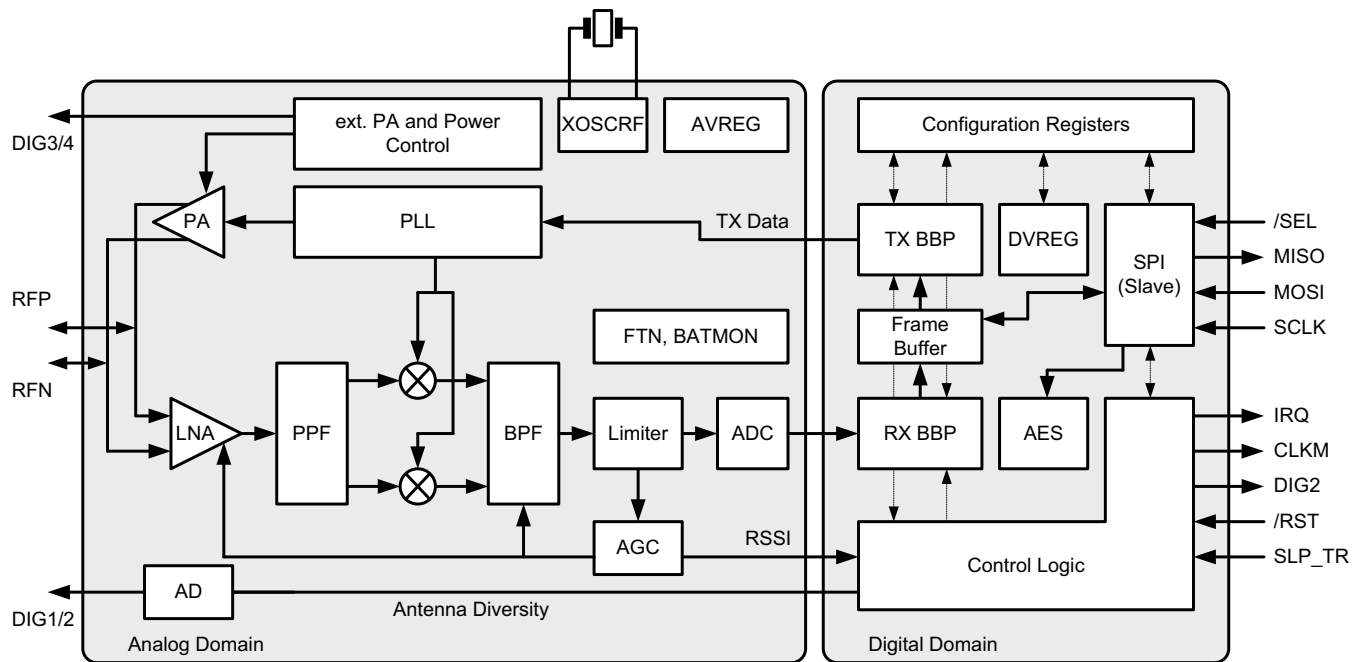 ext. PA and Power
Control
XOSCRF
AVREG
Configuration Registers
DIG3/4
PA
PLL
TX Data
TX BBP
DVREG
SPI
(Slave)
/SEL
MISO
MOSI
SCLK
RFP
RFN
FTN, BATMON
Frame
Buffer
LNA
PPF
BPF
Limiter
ADC
RX BBP
AES
IRQ
CLKM
DIG2
/RST
SLP_TR
AGC
RSSI
Control Logic
AD
DIG1/2
Antenna Diversity
Analog Domain
Digital Domain